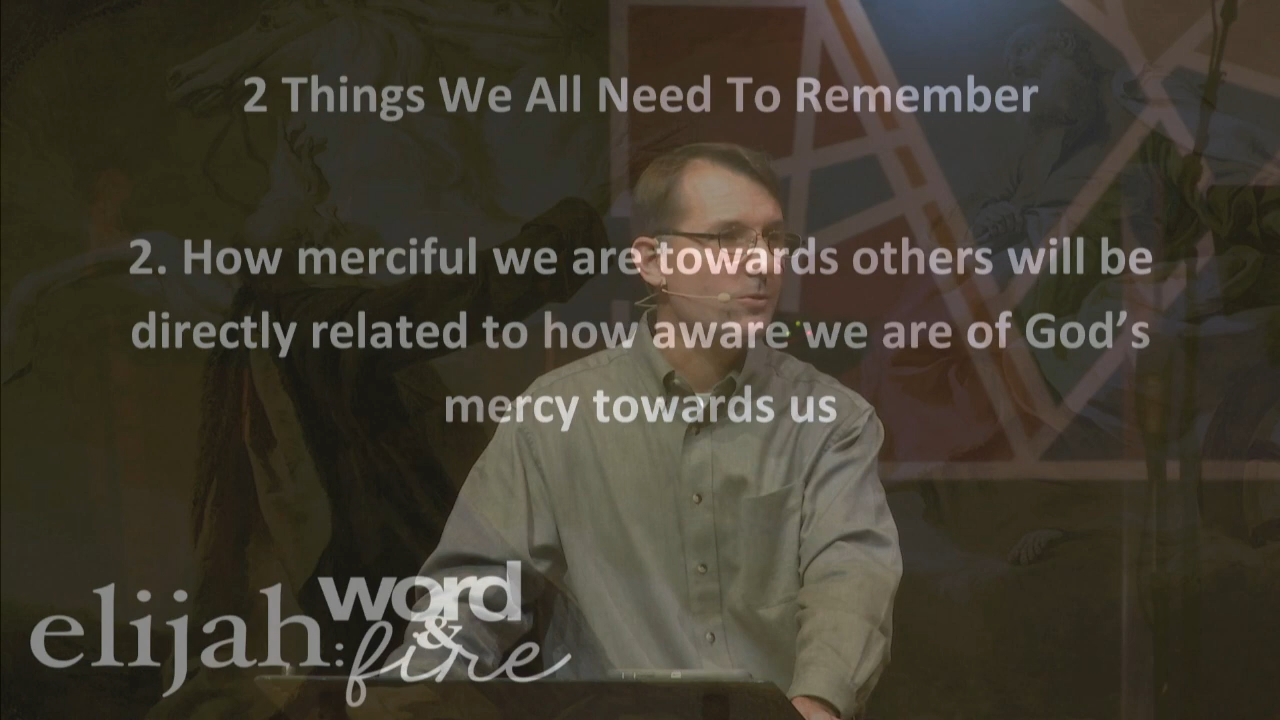 2 Things We All Need To Remember
2. How merciful we are towards others will be
directly related to how aware we are of God’s
mercy towards us
elijah: word
&
fire